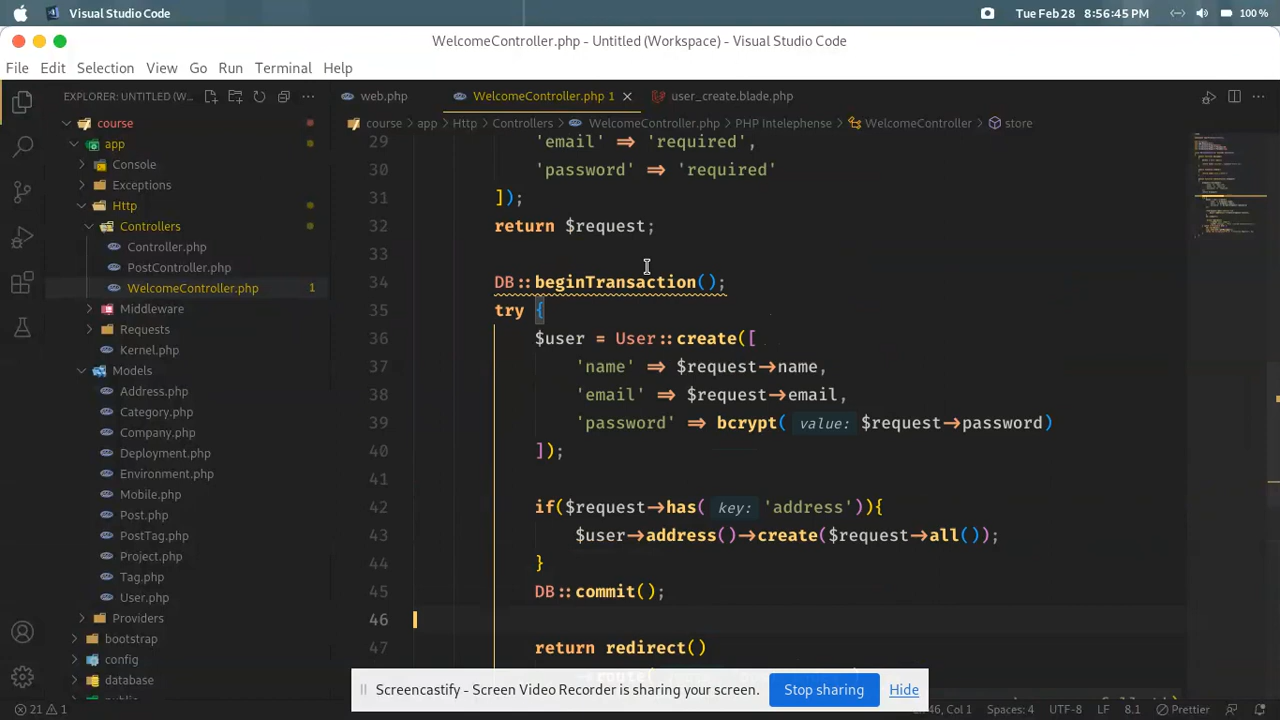 Visual Studio Code
Tue Feb 28 8:56:45 PM
100 %
WelcomeController.php - Untitled (Workspace) - Visual Studio Code
File Edit Selection View Go Run Terminal Help
EXPLORER: UNTITLED (W...
web.php
WelcomeController.php 1
user_create.blade.php
course > app > Http > Controllers > WelcomeController.php > PHP Intelephense > WelcomeController > store
course
app
Console
Exceptions
Http
Controllers
Controller.php
PostController.php
WelcomeController.php 1
Middleware
Requests
Kernel.php
Models
Address.php
Category.php
Company.php
Deployment.php
Environment.php
Mobile.php
Post.php
PostTag.php
Project.php
Tag.php
User.php
Providers
bootstrap
config
database
29 'email' => 'required',
30 'password' => 'required'
31 ]);
32 return $request;
33
34 DB::beginTransaction();
35 try {
36 $user = User::create([
37 'name' => $request->name,
38 'email' => $request->email,
39 'password' => bcrypt( value: $request->password)
40 ]);
41
42 if($request->has( key: 'address')){
43 $user->address()->create($request->all());
44 }
45 DB::commit();
46
47 return redirect()
Screencastify - Screen Video Recorder is sharing your screen.
Stop sharing
Hide
21 1
46, Col 1
Spaces: 4
UTF-8
LF
8.1
Prettier